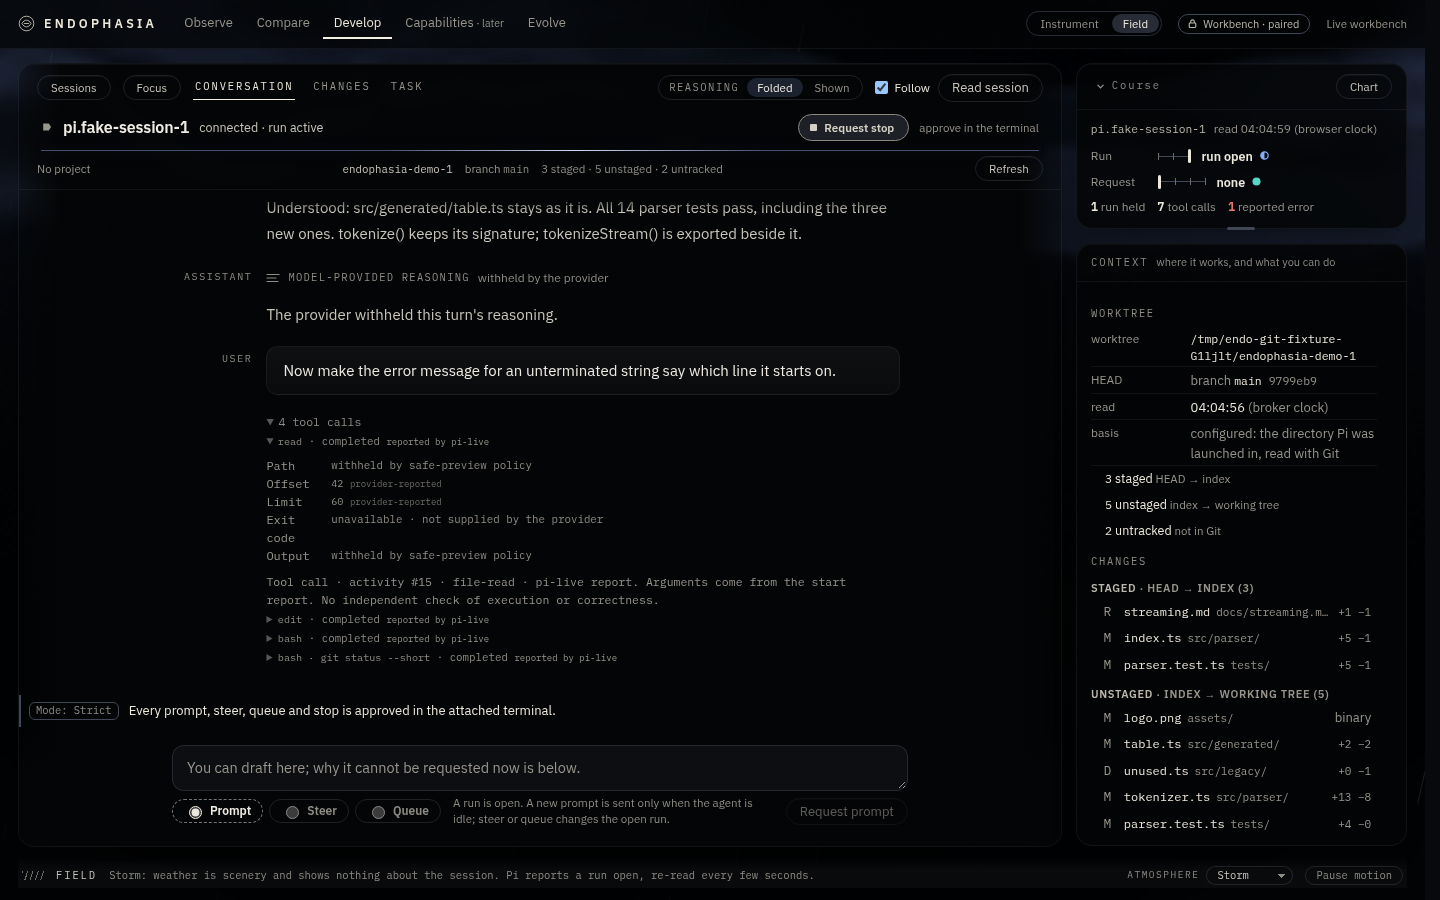 ENDOPHASIA
Observe Compare Develop Capabilities · later Evolve
Instrument Field
Workbench · paired
Live workbench
Sessions Focus CONVERSATION CHANGES TASK
REASONING Folded Shown Follow Read session
pi.fake-session-1 connected · run active
Request stop approve in the terminal
No project
endophasia-demo-1 branch main 3 staged · 5 unstaged · 2 untracked
Refresh
Understood: src/generated/table.ts stays as it is. All 14 parser tests pass, including the three
new ones. tokenize() keeps its signature; tokenizeStream() is exported beside it.
ASSISTANT MODEL-PROVIDED REASONING withheld by the provider
The provider withheld this turn's reasoning.
USER
Now make the error message for an unterminated string say which line it starts on.
4 tool calls
read · completed reported by pi-live
Path withheld by safe-preview policy
Offset 42 provider-reported
Limit 60 provider-reported
Exit unavailable · not supplied by the provider
code
Output withheld by safe-preview policy
Tool call · activity #15 · file-read · pi-live report. Arguments come from the start
report. No independent check of execution or correctness.
edit · completed reported by pi-live
bash · completed reported by pi-live
bash · git status --short · completed reported by pi-live
Mode: Strict Every prompt, steer, queue and stop is approved in the attached terminal.
You can draft here; why it cannot be requested now is below.
Prompt Steer Queue
A run is open. A new prompt is sent only when the agent is
idle; steer or queue changes the open run.
Request prompt
Course
Chart
pi.fake-session-1 read 04:04:59 (browser clock)
Run run open
Request none
1 run held 7 tool calls 1 reported error
CONTEXT where it works, and what you can do
WORKTREE
worktree /tmp/endo-git-fixture-
G1ljlt/endophasia-demo-1
HEAD branch main 9799eb9
read 04:04:56 (broker clock)
basis configured: the directory Pi was
launched in, read with Git
3 staged HEAD → index
5 unstaged index → working tree
2 untracked not in Git
CHANGES
STAGED · HEAD → INDEX (3)
R streaming.md docs/streaming.m… +1 −1
M index.ts src/parser/ +5 −1
M parser.test.ts tests/ +5 −1
UNSTAGED · INDEX → WORKING TREE (5)
M logo.png assets/ binary
M table.ts src/generated/ +2 −2
D unused.ts src/legacy/ +0 −1
M tokenizer.ts src/parser/ +13 −8
M parser.test.ts tests/ +4 −0
FIELD Storm: weather is scenery and shows nothing about the session. Pi reports a run open, re-read every few seconds.
ATMOSPHERE Storm Pause motion